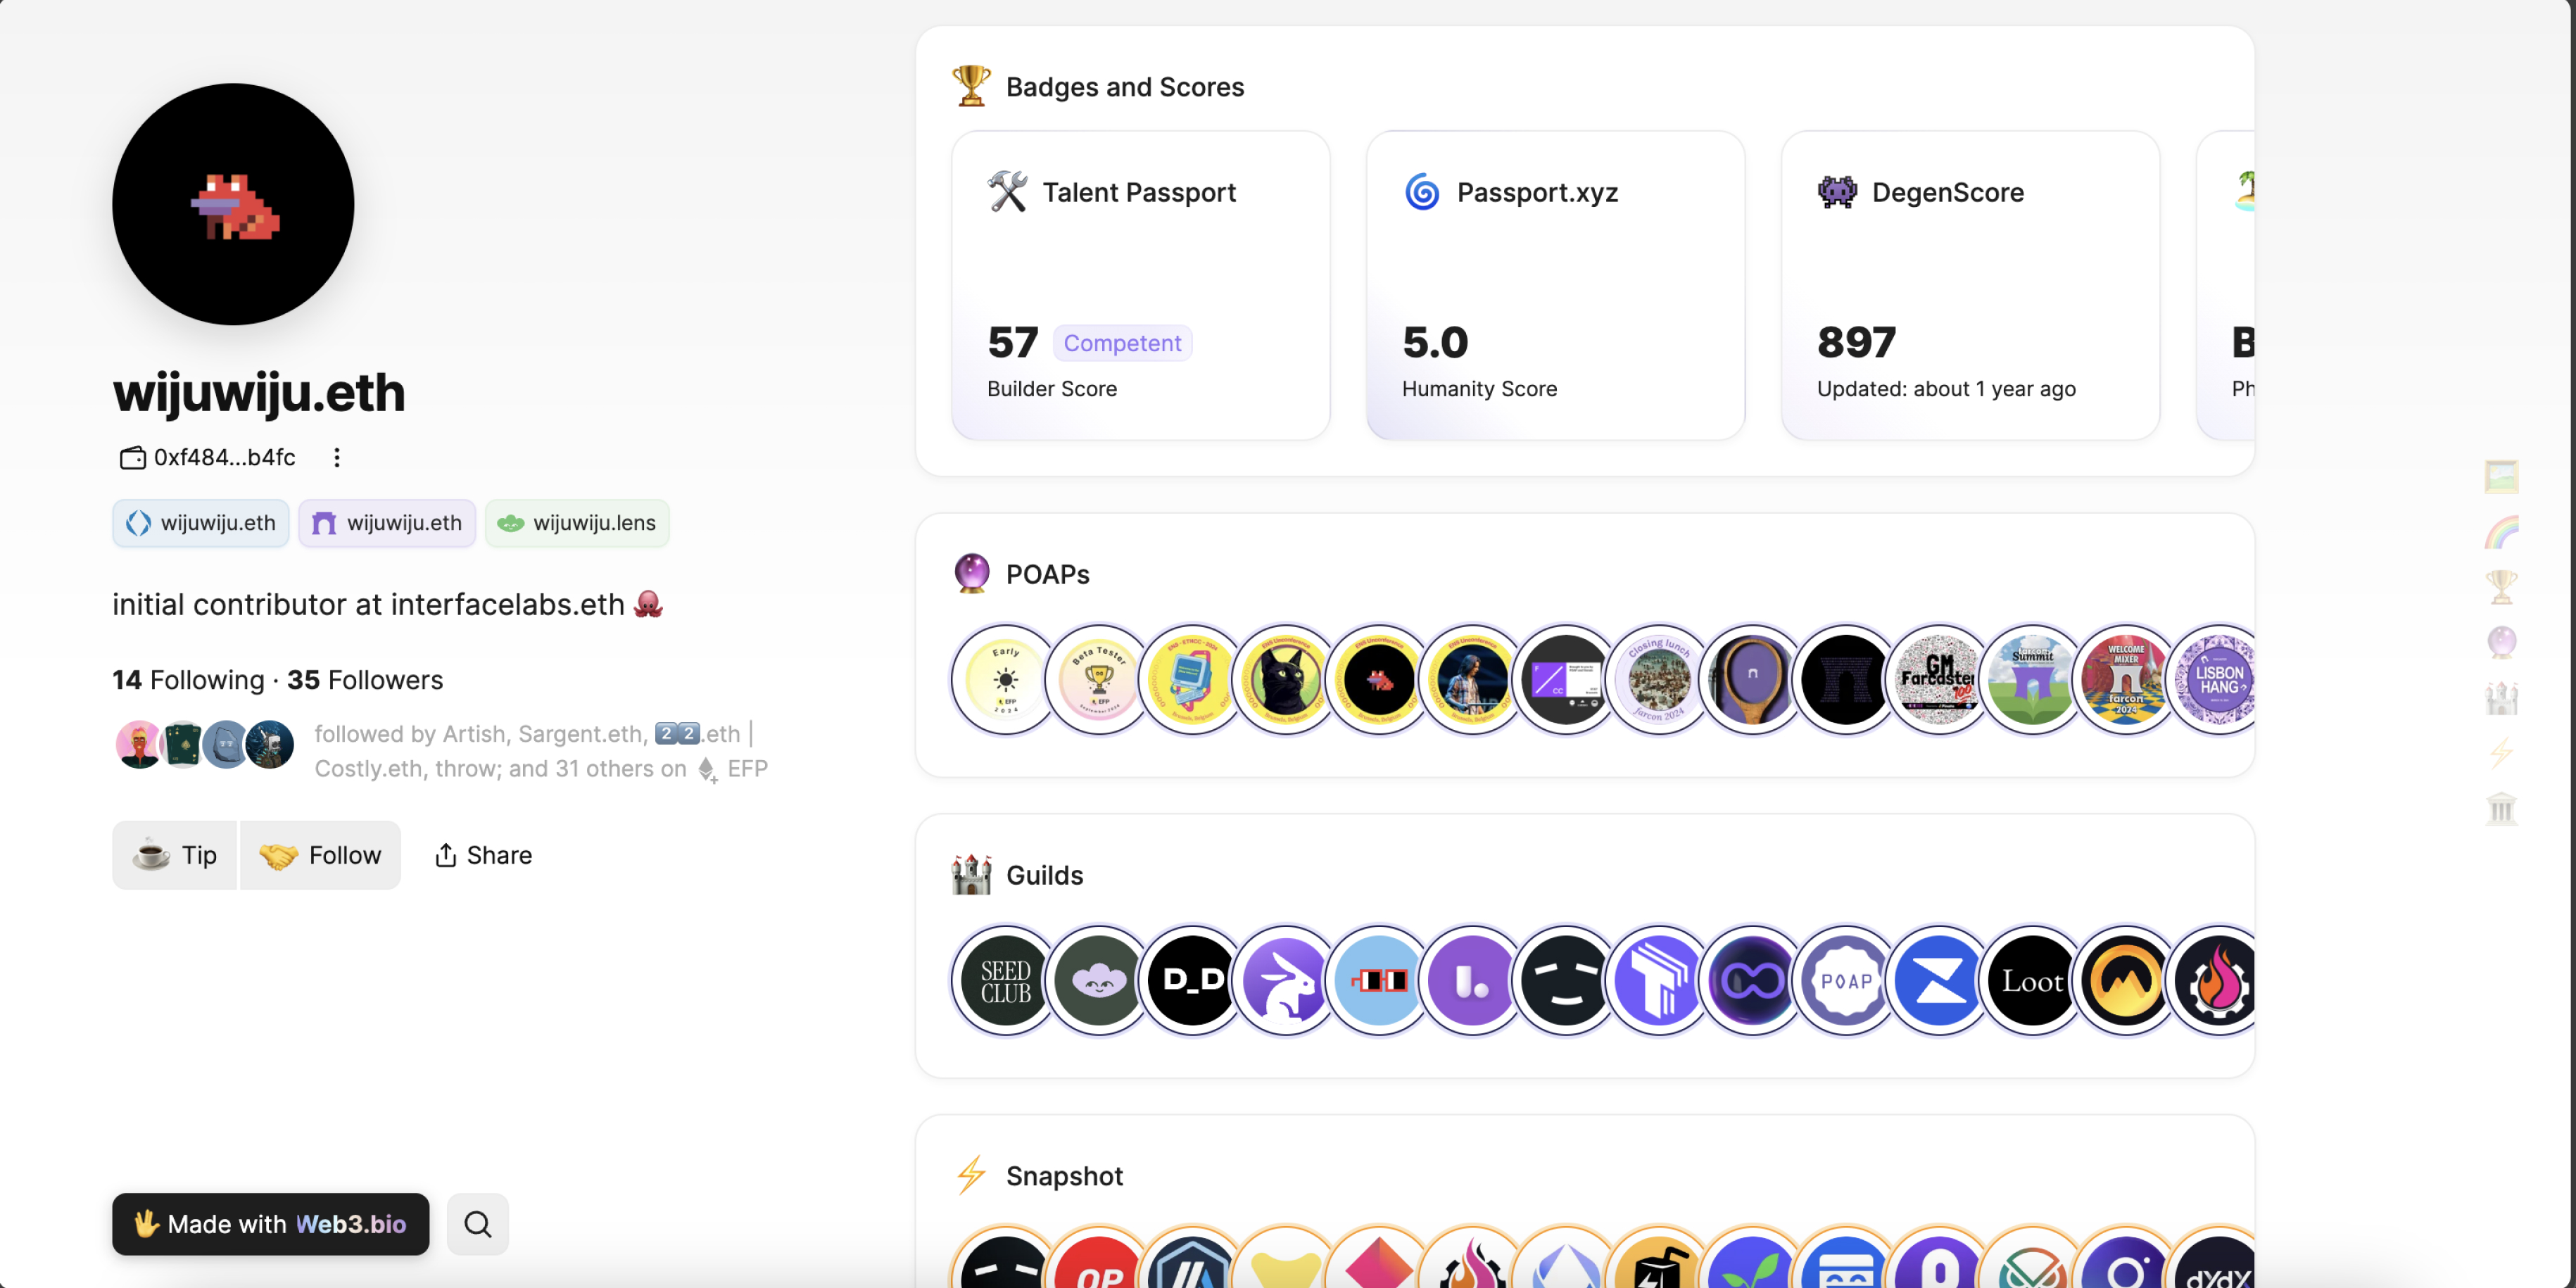 wijuwiju.eth
0xf484...b4fc
wijuwiju.eth
wijuwiju.eth
wijuwiju.lens
initial contributor at interfacelabs.eth
14 Following · 35 Followers
followed by Artish, Sargent.eth, 22.eth |
Costly.eth, throw; and 31 others on EFP
Tip
Follow
Share
Made with Web3.bio
Badges and Scores
Talent Passport
57 Competent
Builder Score
Passport.xyz
5.0
Humanity Score
DegenScore
897
Updated: about 1 year ago
B
Ph
POAPs
Early
EFP
2024
Beta Tester
EFP
Closing lunch
farcon 2024
GM
Farcaster
100
Summit
WELCOME
MIXER
farcon
2024
LISBON
HANG
Guilds
SEED
CLUB
D_D
POAP
Loot
Snapshot
OP
dYdX